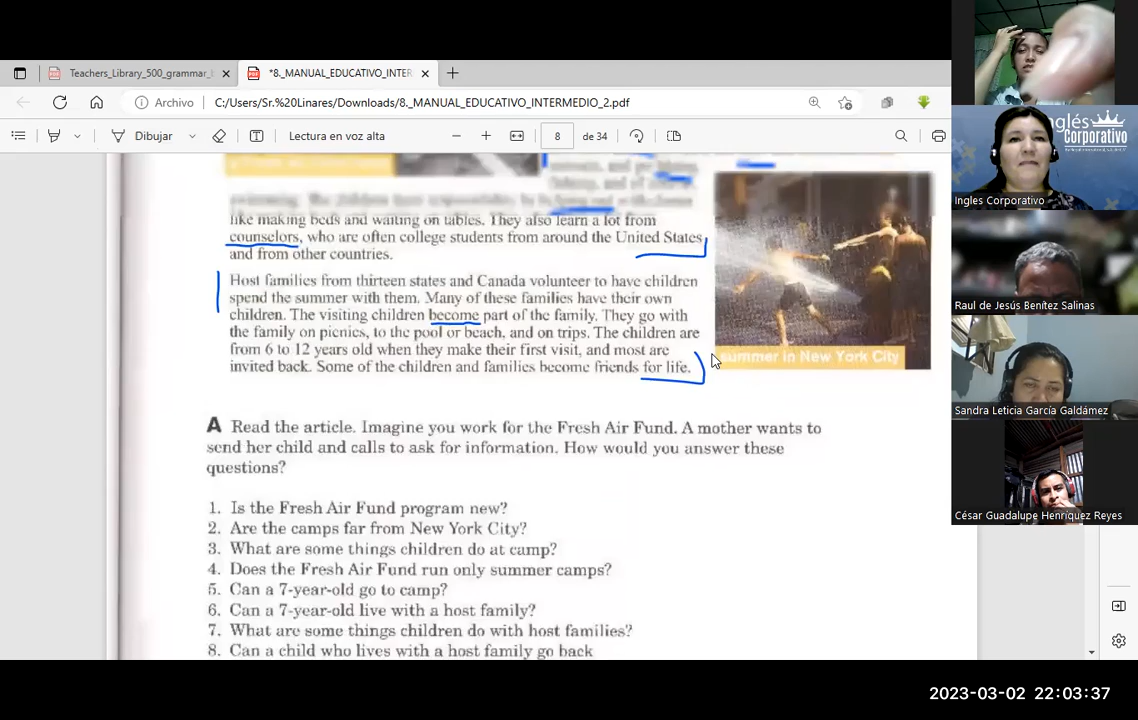 Teachers_Library_500_grammar_
*8._MANUAL_EDUCATIVO_INTER
Archivo
C:/Users/Sr.%20Linares/Downloads/8._MANUAL_EDUCATIVO_INTERMEDIO_2.pdf
Dibujar
Lectura en voz alta
8
de 34
like making beds and waiting on tables. They also learn a lot from
counselors, who are often college students from around the United States
and from other countries.
Host families from thirteen states and Canada volunteer to have children
spend the summer with them. Many of these families have their own
children. The visiting children become part of the family. They go with
the family on picnics, to the pool or beach, and on trips. The children are
from 6 to 12 years old when they make their first visit, and most are
invited back. Some of the children and families become friends for life.
summer in New York City
A Read the article. Imagine you work for the Fresh Air Fund. A mother wants to
send her child and calls to ask for information. How would you answer these
questions?
1. Is the Fresh Air Fund program new?
2. Are the camps far from New York City?
3. What are some things children do at camp?
4. Does the Fresh Air Fund run only summer camps?
5. Can a 7-year-old go to camp?
6. Can a 7-year-old live with a host family?
7. What are some things children do with host families?
8. Can a child who lives with a host family go back
Inglés
Corporativo
Ingles Corporativo
Raul de Jesús Benítez Salinas
Sandra Leticia García Galdámez
César Guadalupe Henríquez Reyes
2023-03-02 22:03:37